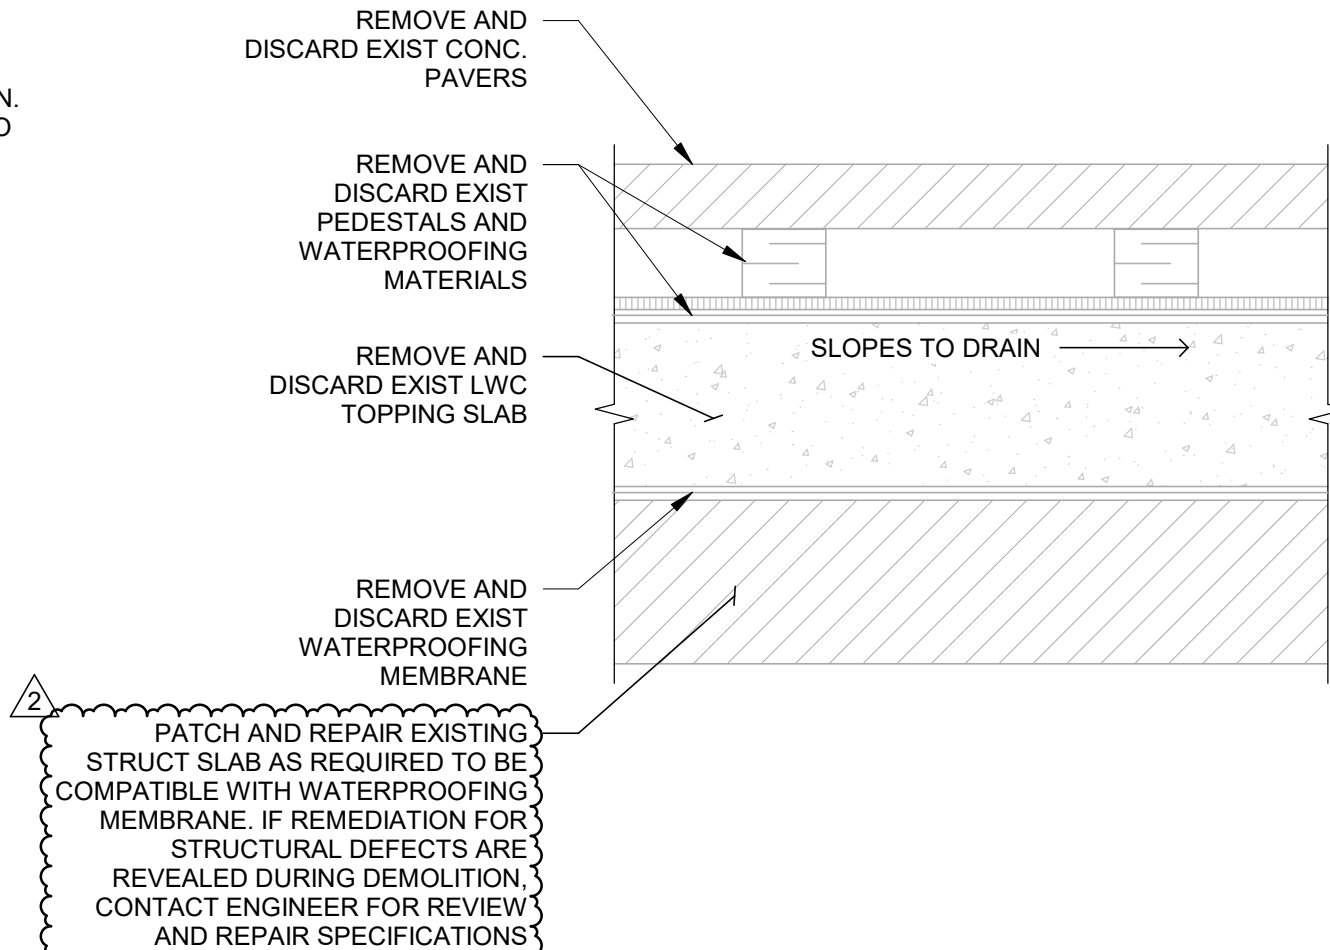 REMOVE AND
DISCARD EXIST CONC.
PAVERS
N.
O
REMOVE AND
DISCARD EXIST
PEDESTALS AND
WATERPROOFING
MATERIALS
SLOPES TO DRAIN
REMOVE AND
DISCARD EXIST LWC
TOPPING SLAB
REMOVE AND
DISCARD EXIST
WATERPROOFING
MEMBRANE
2
PATCH AND REPAIR EXISTING
STRUCT SLAB AS REQUIRED TO BE
COMPATIBLE WITH WATERPROOFING
MEMBRANE. IF REMEDIATION FOR
STRUCTURAL DEFECTS ARE
REVEALED DURING DEMOLITION,
CONTACT ENGINEER FOR REVIEW
AND REPAIR SPECIFICATIONS